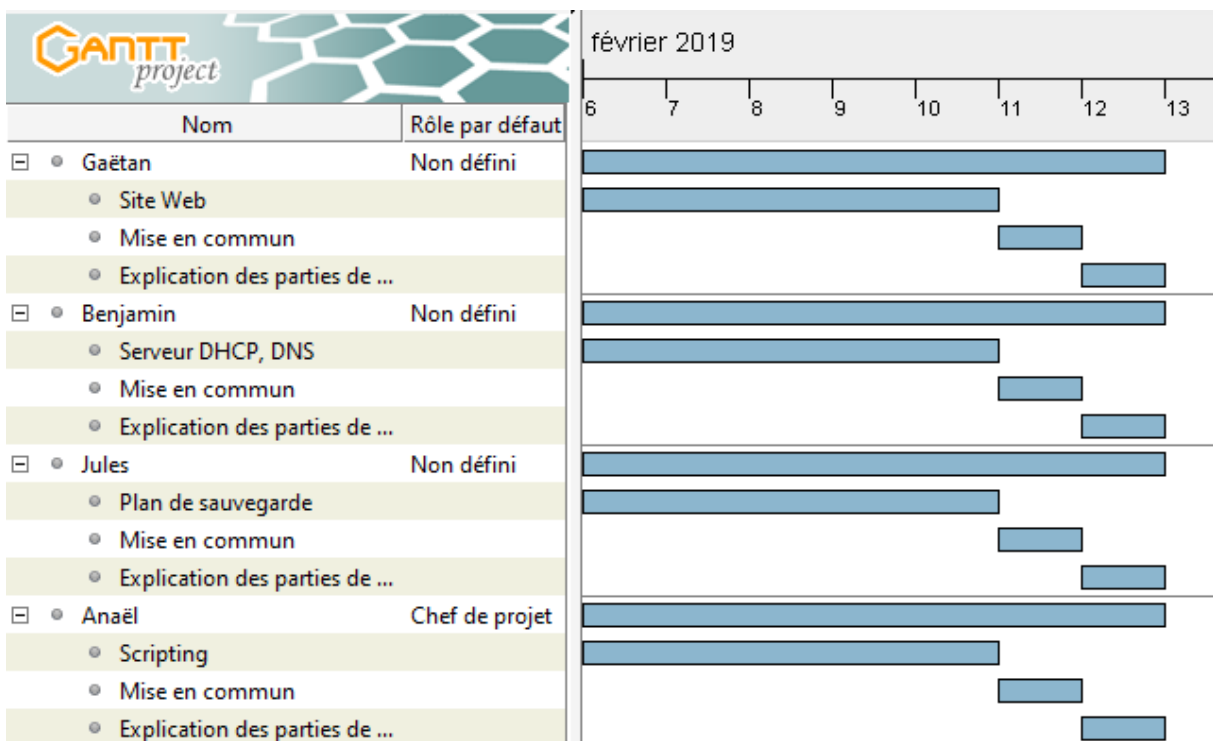 GANTT
project
février 2019
6 7 8 9 10 11 12 13
Nom Rôle par défaut
Gaëtan Non défini
Site Web
Mise en commun
Explication des parties de ...
Benjamin Non défini
Serveur DHCP, DNS
Mise en commun
Explication des parties de ...
Jules Non défini
Plan de sauvegarde
Mise en commun
Explication des parties de ...
Anaël Chef de projet
Scripting
Mise en commun
Explication des parties de ...